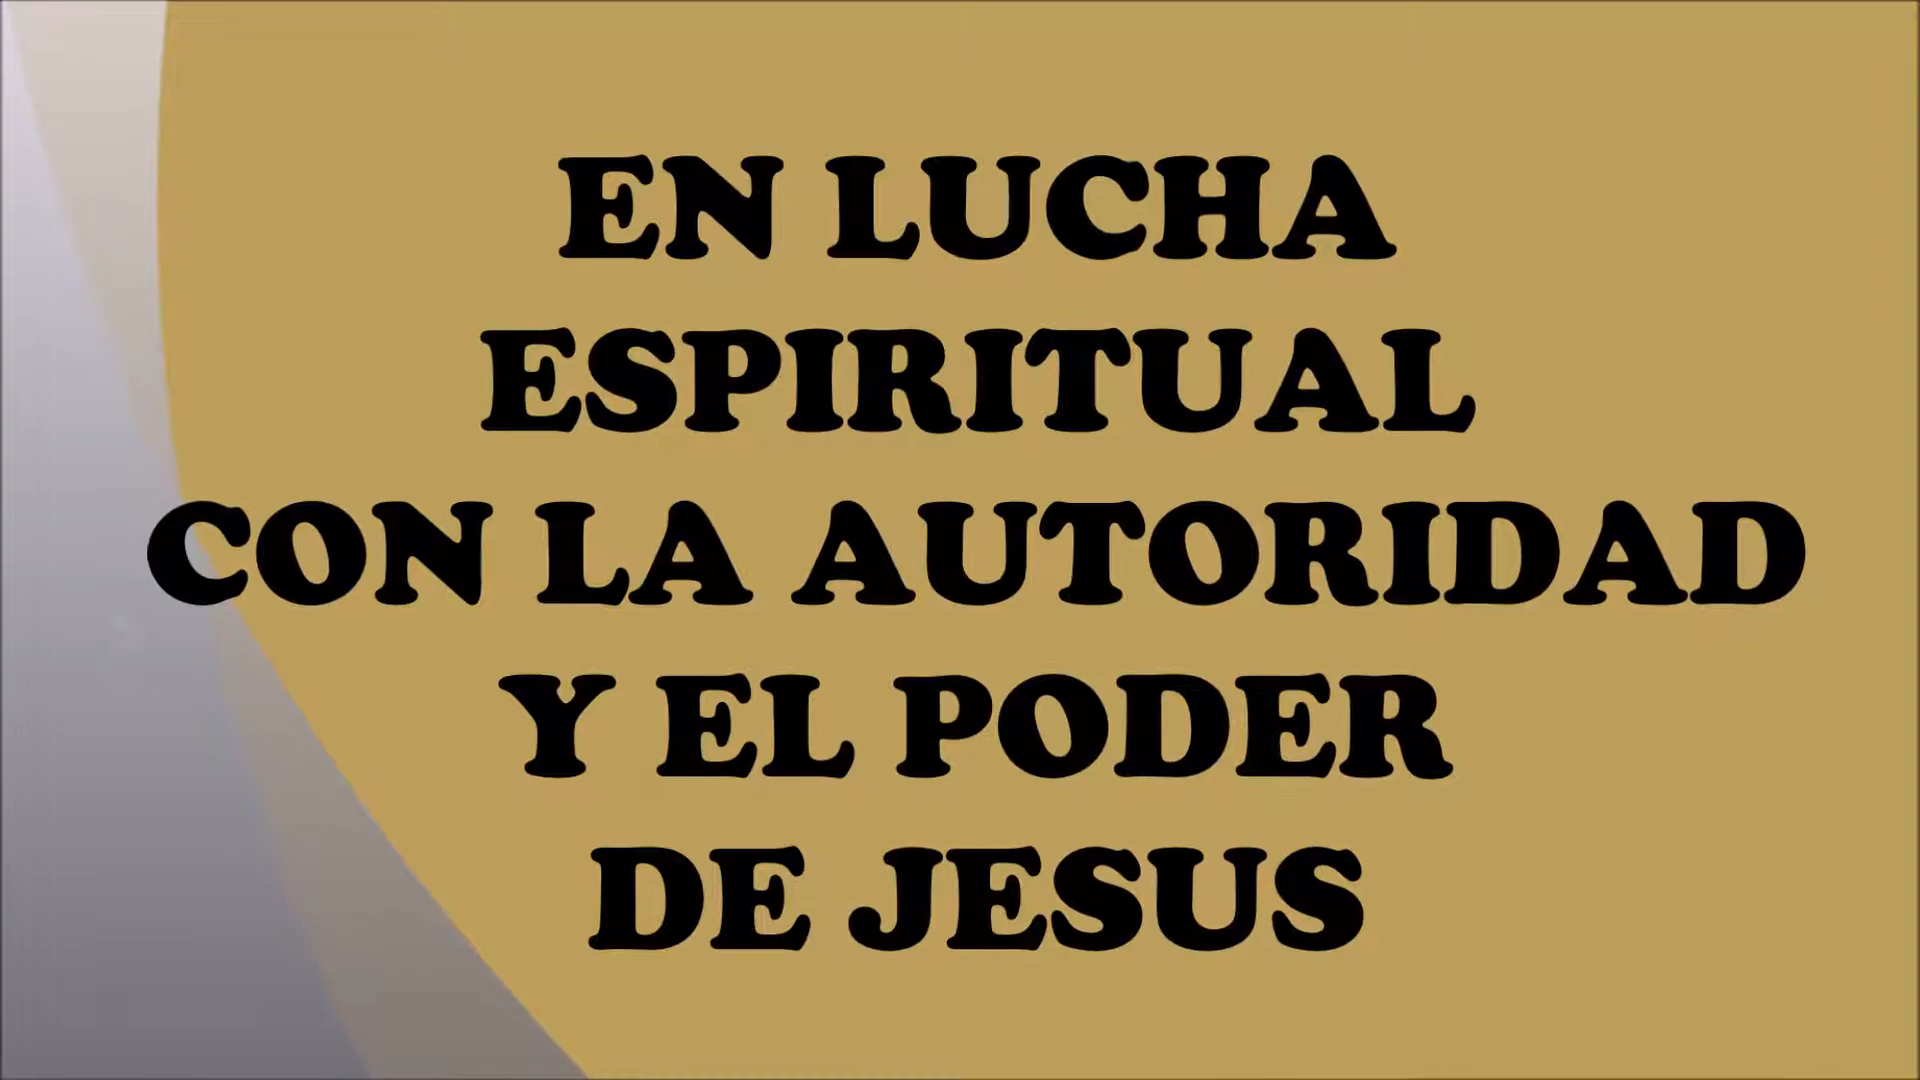 EN LUCHA
ESPIRITUAL
CON LA AUTORIDAD
Y EL PODER
DE JESUS